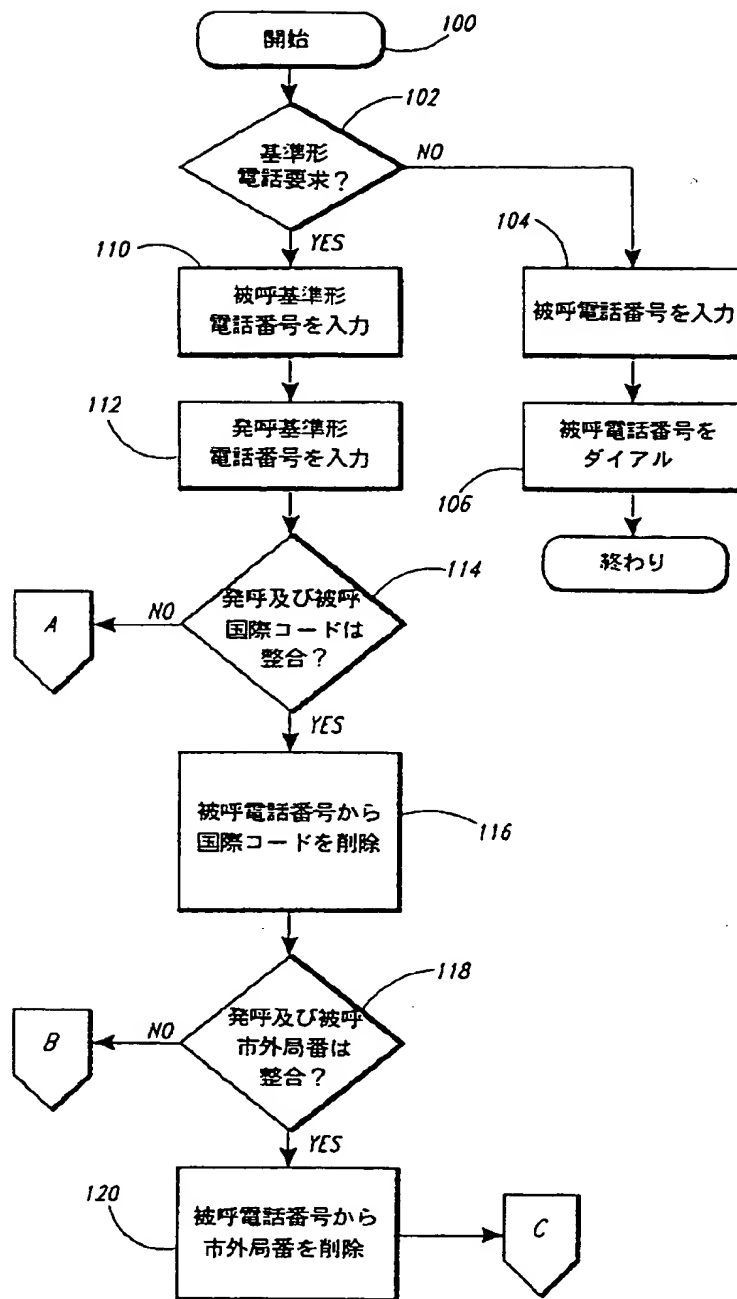 開始
100
102
基準形
電話要求？
NO
YES
110
104
被呼基準形
電話番号を入力
被呼電話番号を入力
112
発呼基準形
電話番号を入力
被呼電話番号を
ダイアル
106
終わり
114
発呼及び被呼
国際コードは
整合？
NO
A
YES
被呼電話番号から
国際コードを削除
116
118
発呼及び被呼
市外局番は
整合？
NO
B
YES
120
被呼電話番号から
市外局番を削除
C